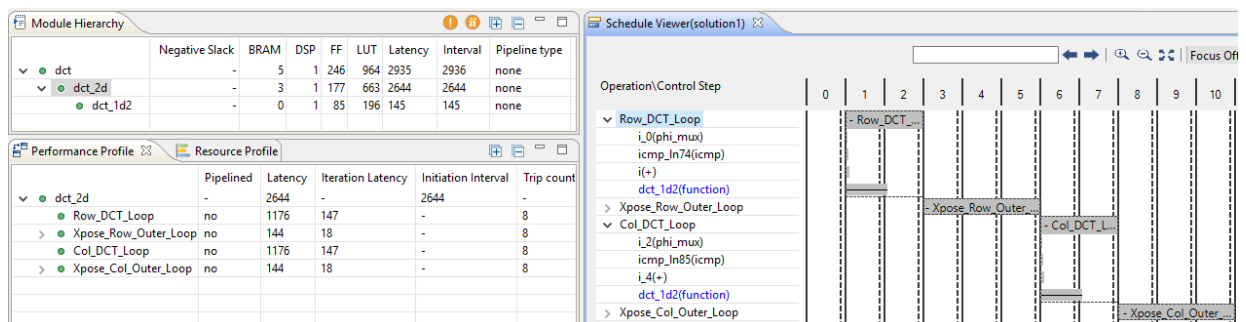 Module Hierarchy
Negative Slack BRAM DSP FF LUT Latency Interval Pipeline type
dct - 5 1 246 964 2935 2936 none
dct_2d - 3 1 177 663 2644 2644 none
dct_1d2 - 0 1 85 196 145 145 none
Performance Profile Resource Profile
Pipelined Latency Iteration Latency Initiation Interval Trip count
dct_2d - 2644 - 2644 -
Row_DCT_Loop no 1176 147 - 8
Xpose_Row_Outer_Loop no 144 18 - 8
Col_DCT_Loop no 1176 147 - 8
Xpose_Col_Outer_Loop no 144 18 - 8
Schedule Viewer(solution1)
Focus Off
Operation\Control Step 0 1 2 3 4 5 6 7 8 9 10
Row_DCT_Loop - Row_DCT_...
i_0(phi_mux)
icmp_ln74(icmp)
i(+)
dct_1d2(function)
Xpose_Row_Outer_Loop - Xpose_Row_Outer_...
Col_DCT_Loop - Col_DCT_L...
i_2(phi_mux)
icmp_ln85(icmp)
i_4(+)
dct_1d2(function)
Xpose_Col_Outer_Loop - Xpose_Col_Outer_...